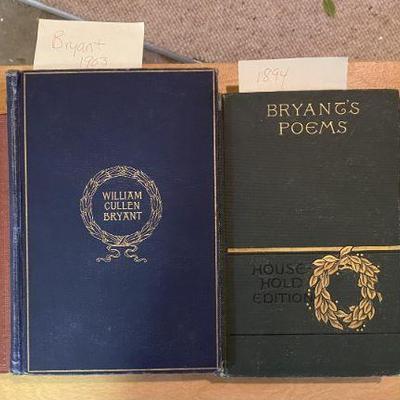 Bryant
1903
WILLIAM
CULLEN
BRYANT
1894
BRYANT'S
POEMS
HOUSE-
HOLD
EDITION